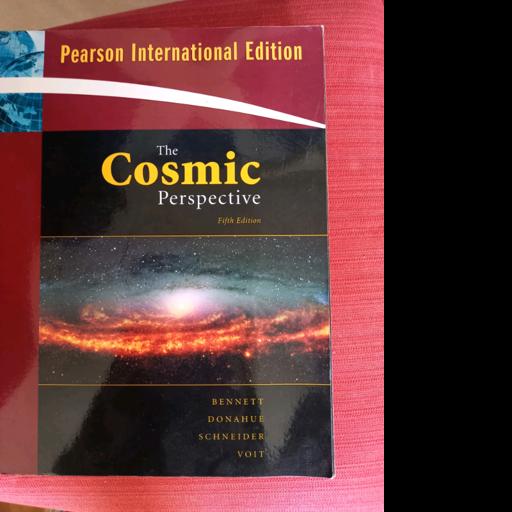 Pearson International Edition
The
Cosmic
Perspective
Fifth Edition
BENNETT
DONAHUE
SCHNEIDER
VOIT